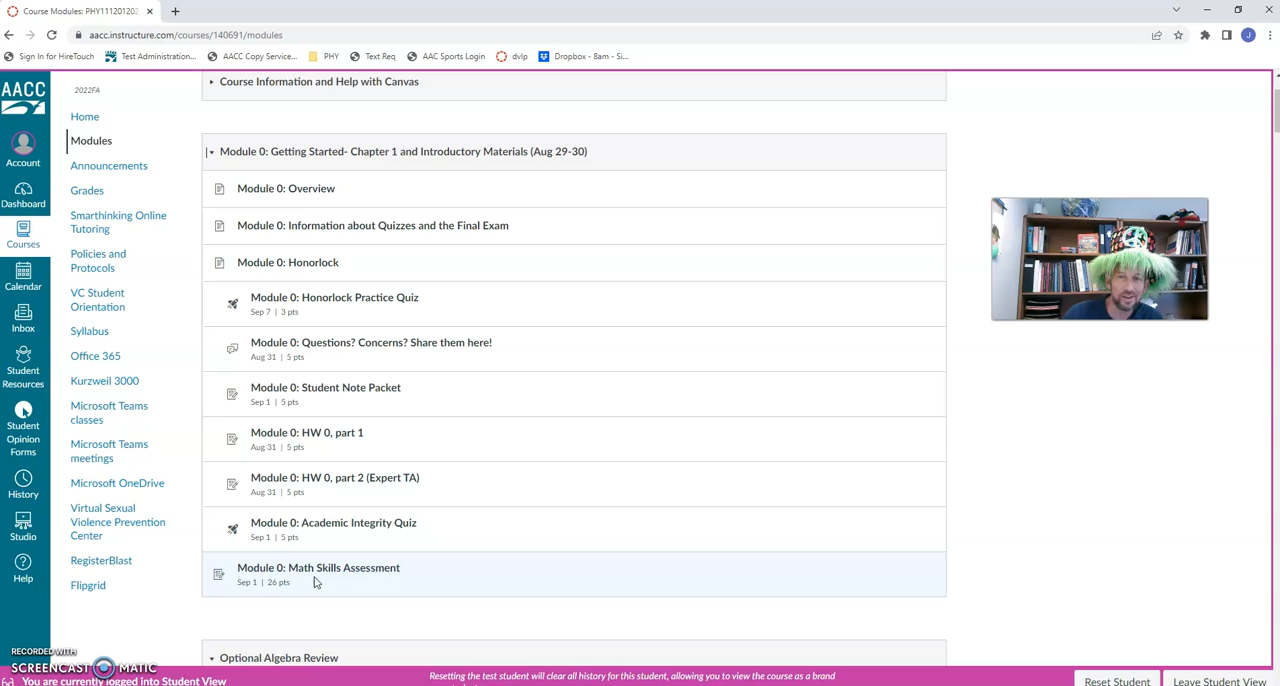 Course Modules: PHY1112012022
aacc.instructure.com/courses/140691/modules
J
Sign In for HireTouch
Test Administration...
AACC Copy Service...
PHY
Text Req
AAC Sports Login
dvlp
Dropbox - 8am - Si...
AACC
Account
Dashboard
Courses
Calendar
Inbox
Student
Resources
Student
Opinion
Forms
History
Studio
Help
2022FA
Home
Modules
Announcements
Grades
Smarthinking Online
Tutoring
Policies and
Protocols
VC Student
Orientation
Syllabus
Office 365
Kurzweil 3000
Microsoft Teams
classes
Microsoft Teams
meetings
Microsoft OneDrive
Virtual Sexual
Violence Prevention
Center
RegisterBlast
Flipgrid
Course Information and Help with Canvas
Module 0: Getting Started- Chapter 1 and Introductory Materials (Aug 29-30)
Module 0: Overview
Module 0: Information about Quizzes and the Final Exam
Module 0: Honorlock
Module 0: Honorlock Practice Quiz
Sep 7 | 3 pts
Module 0: Questions? Concerns? Share them here!
Aug 31 | 5 pts
Module 0: Student Note Packet
Sep 1 | 5 pts
Module 0: HW 0, part 1
Aug 31 | 5 pts
Module 0: HW 0, part 2 (Expert TA)
Aug 31 | 5 pts
Module 0: Academic Integrity Quiz
Sep 1 | 5 pts
Module 0: Math Skills Assessment
Sep 1 | 26 pts
Optional Algebra Review
RECORDED WITH
SCREENCAST MATIC
You are currently logged into Student View
Resetting the test student will clear all history for this student, allowing you to view the course as a brand
Reset Student
Leave Student View